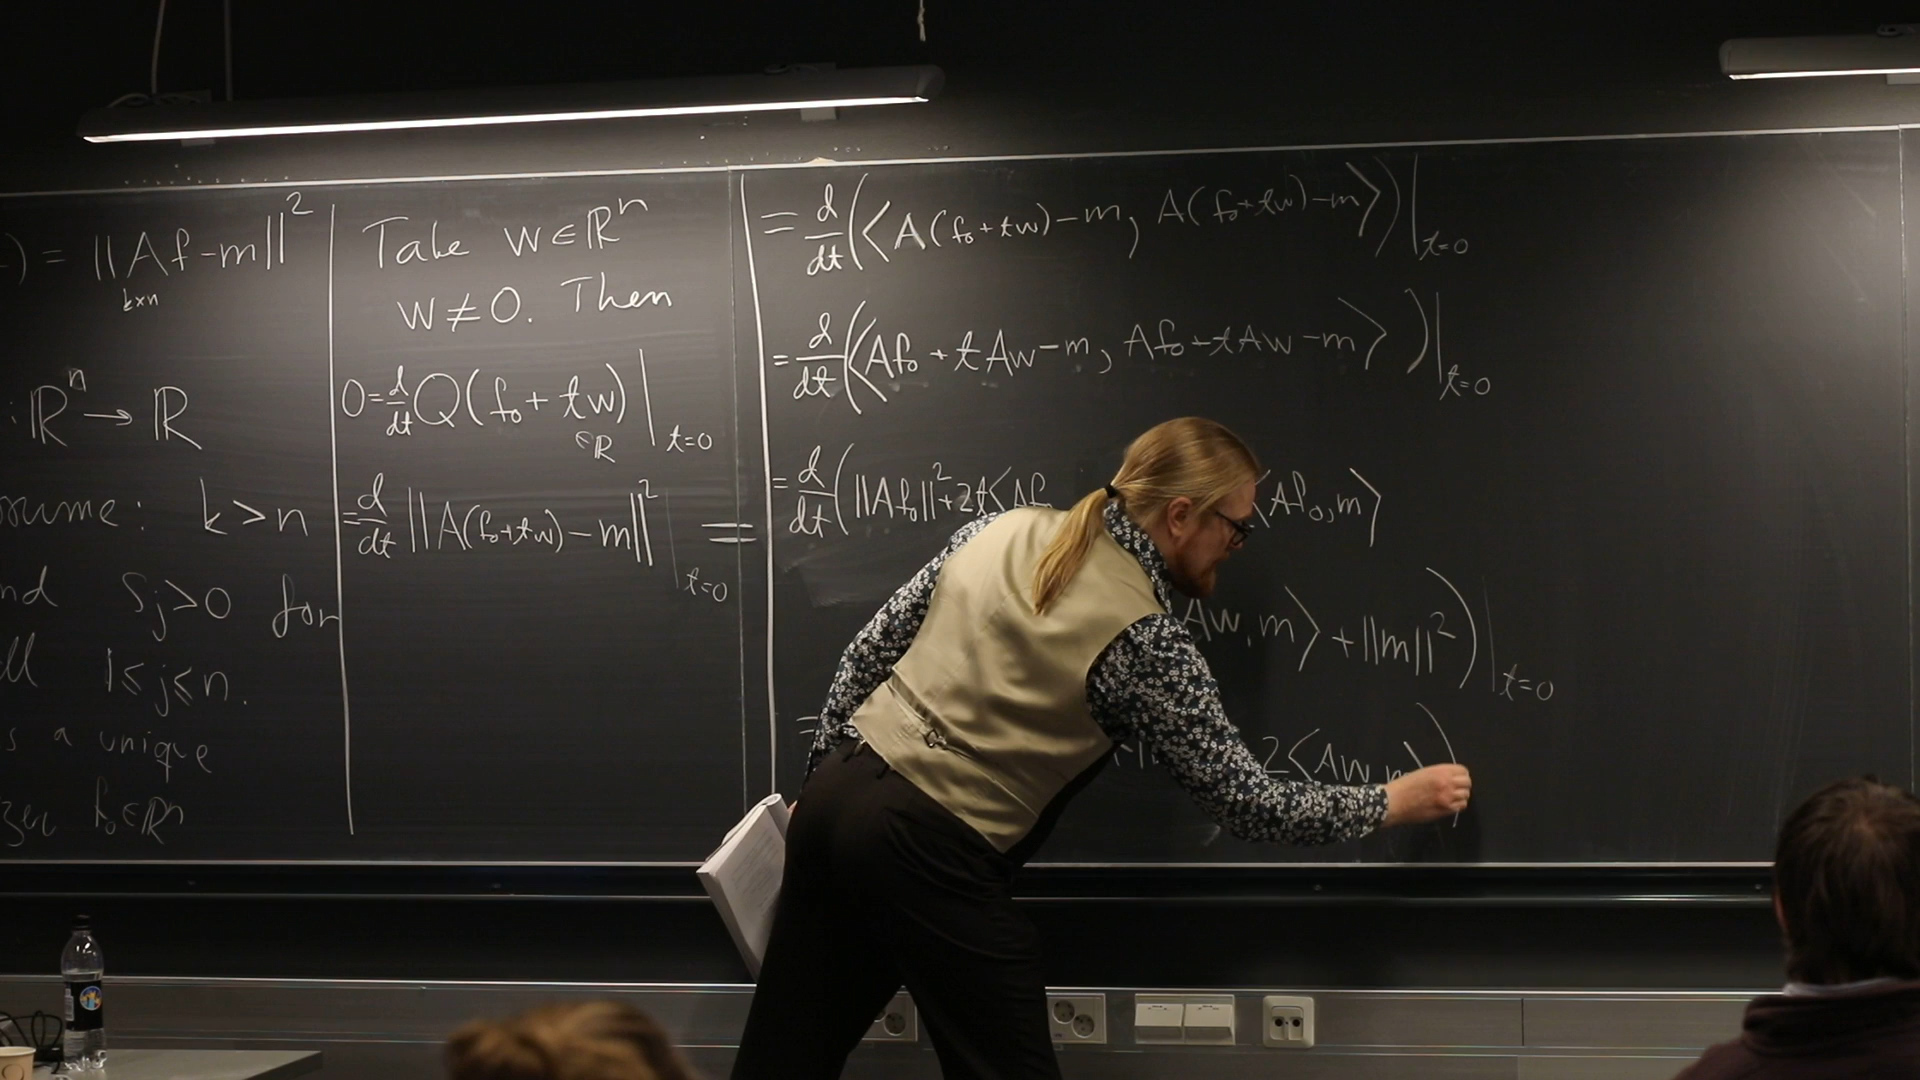 ) = ||Af-m||²
k×n
: ℝⁿ → ℝ
ume: k>n
nd Sj>0 for
ll 1≤j≤n.
s a unique
zer f₀∈ℝⁿ
Take w∈ℝⁿ
w≠0. Then
0=d/dt Q(f₀+tw)|t=0
∈ℝ
=d/dt ||A(f₀+tw)-m||²|t=0 =
= d/dt(⟨A(f₀+tw)-m, A(f₀+tw)-m⟩)|t=0
= d/dt(⟨Af₀+tAw-m, Af₀+tAw-m⟩)|t=0
= d/dt(||Af₀||²+2t⟨Af ⟨Af₀,m⟩
Aw,m⟩+||m||²)|t=0
= 2⟨Aw,m⟩)